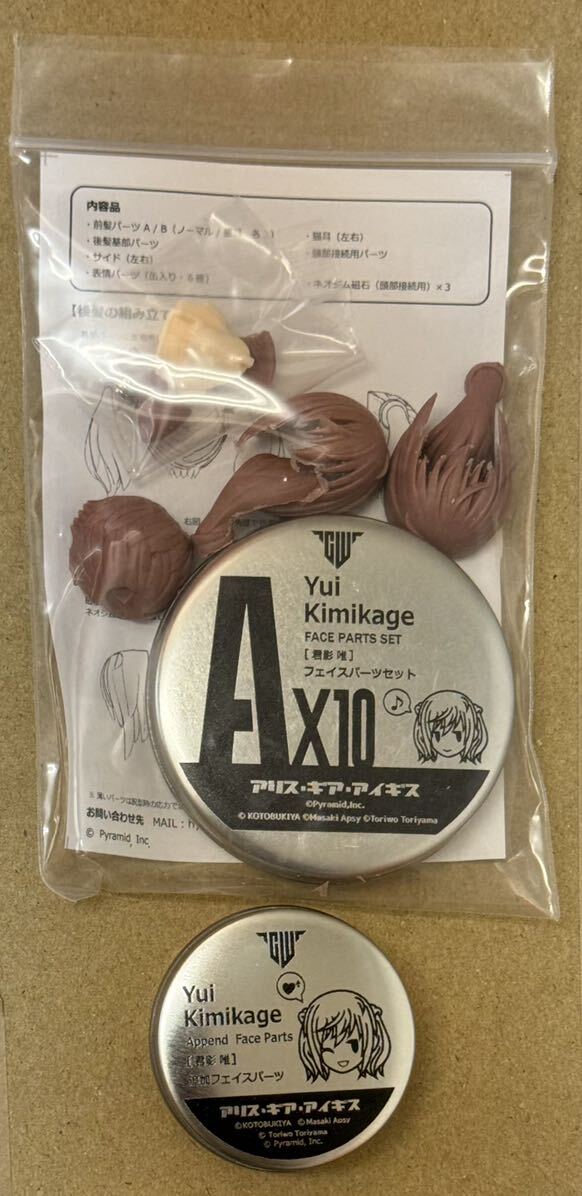 内容品
・前髪パーツ A / B（ノーマル /
・後髪基部パーツ
・サイド（左右）
・表情パーツ（缶入り・6種）
・猫耳（左右）
・頭部接続用パーツ
・ネオジム磁石（頭部接続用）×３
【後髪の組み立て
GW
Yui
Kimikage
FACE PARTS SET
[ 君影 唯 ]
フェイスパーツセット
AX10
アリス・ギア・アイギス
©Pyramid,Inc.
© KOTOBUKIYA ©Masaki Apsy ©Toriwo Toriyama
お問い合わせ先 MAIL :
© Pyramid, Inc
GW
Yui
Kimikage
Append Face Parts
[ 君影 唯 ]
追加フェイスパーツ
アリス・ギア・アイギス
©KOTOBUKIYA ©Masaki Apsy
© Toriwo Toriyama
© Pyramid, Inc.